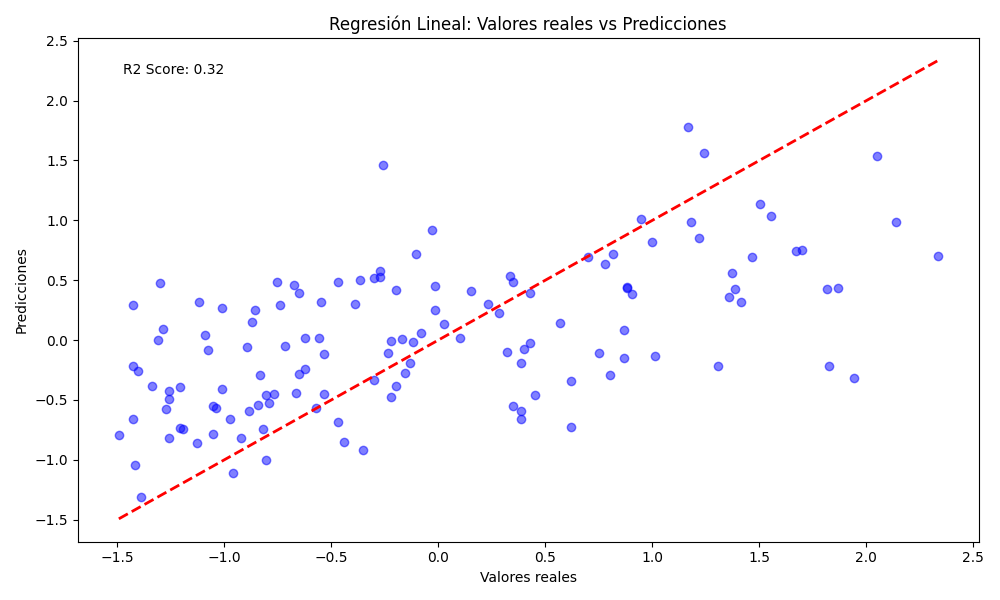 Regresión Lineal: Valores reales vs Predicciones
R2 Score: 0.32
Predicciones
2.5
2.0
1.5
1.0
0.5
0.0
−0.5
−1.0
−1.5
−1.5 −1.0 −0.5 0.0 0.5 1.0 1.5 2.0 2.5
Valores reales